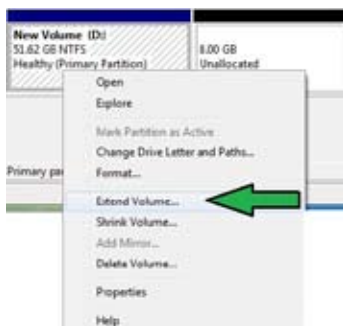 New Volume (D:)
51.62 GB NTFS
Healthy (Primary Partition)
8.00 GB
Unallocated
Open
Explore
Mark Partition as Active
Change Drive Letter and Paths...
Format...
Primary pa
Extend Volume...
Shrink Volume...
Add Mirror...
Delete Volume...
Properties
Help